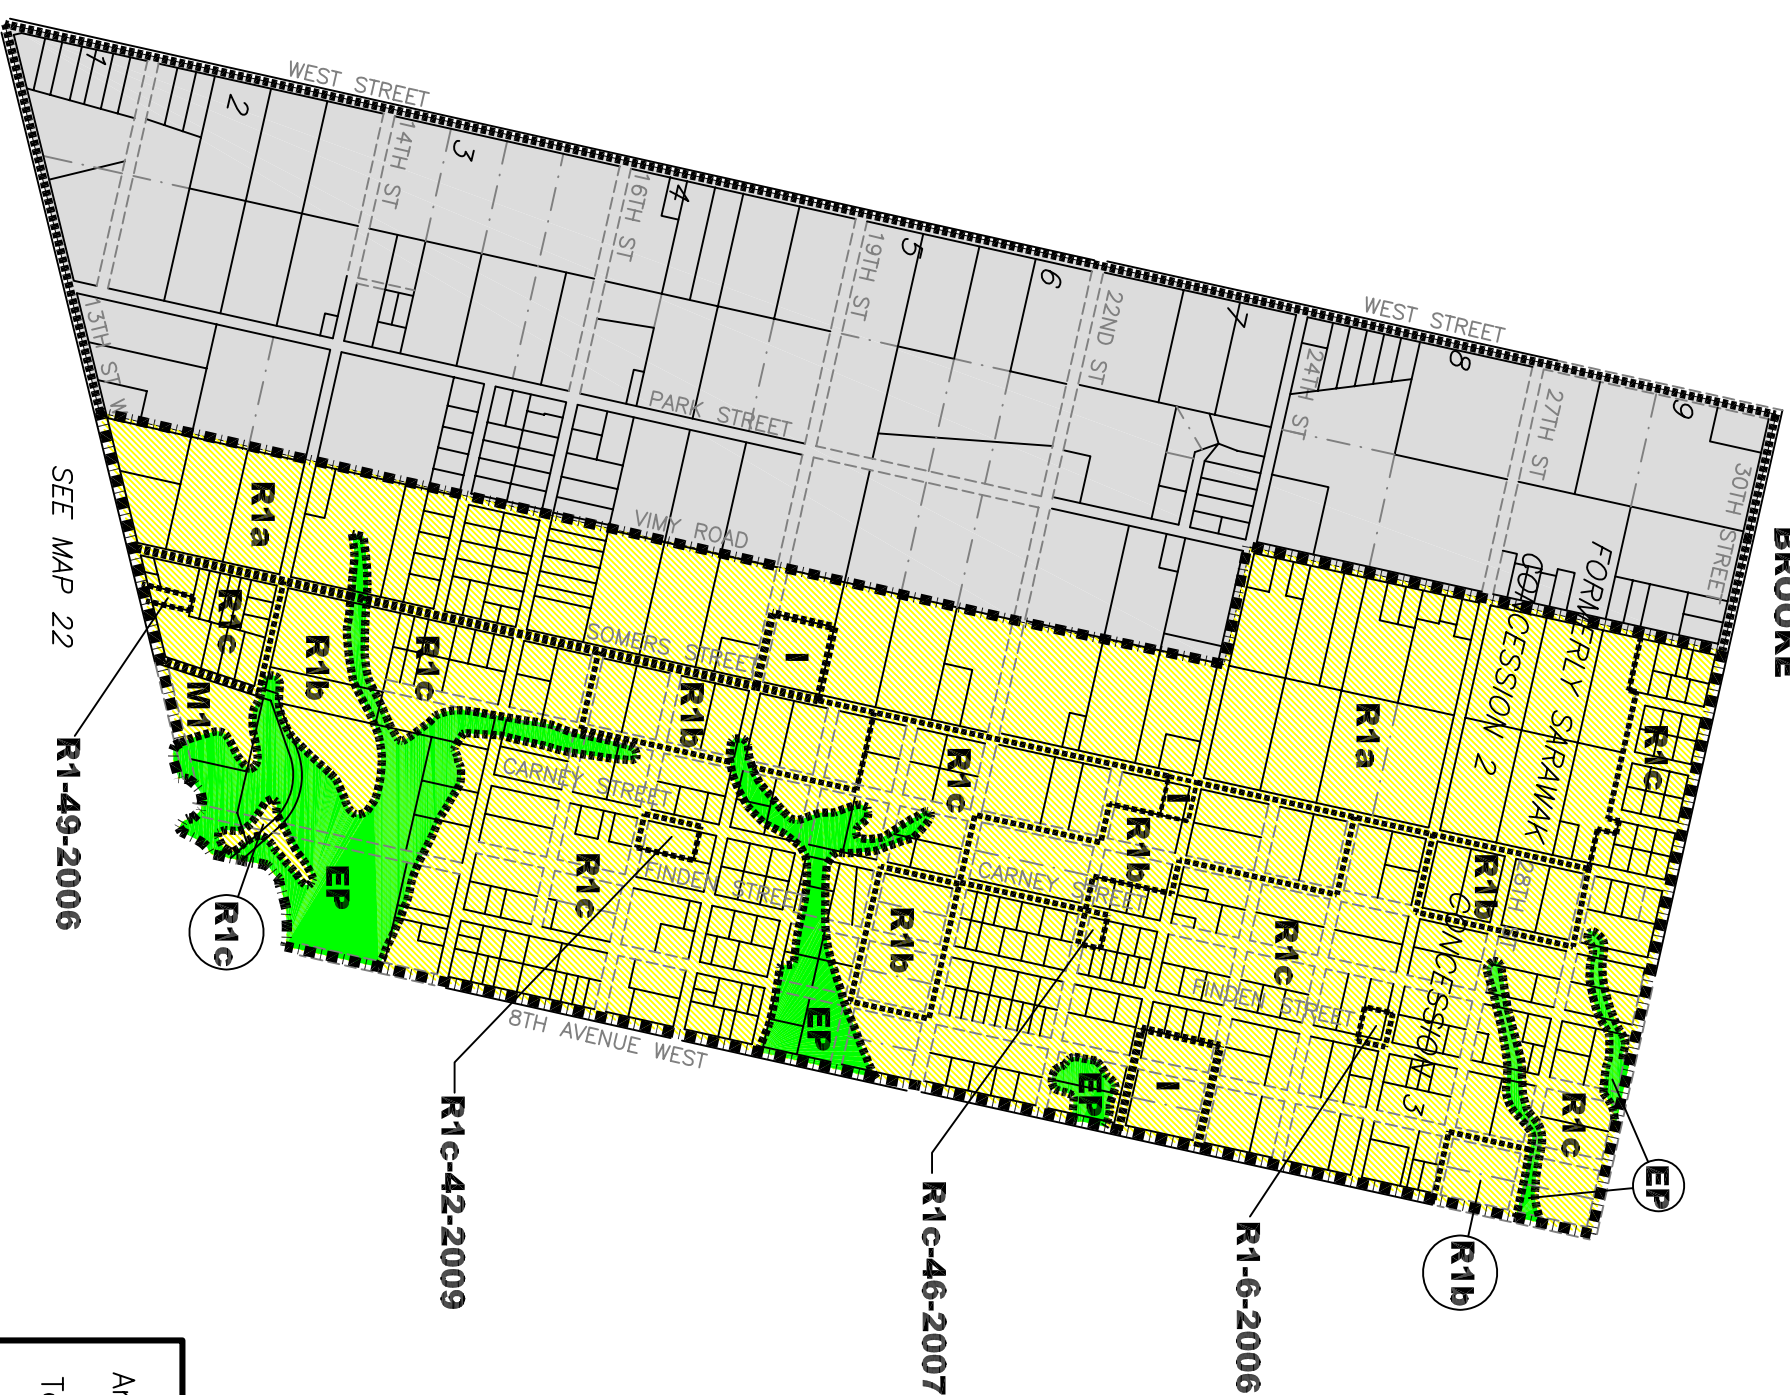 BROOKE
WEST STREET
WEST STREET
1
2
3
4
5
6
7
8
9
14TH ST
16TH ST
19TH ST
22ND ST
24TH ST
27TH ST
30TH STREET
13TH ST W
PARK STREET
VIMY ROAD
SOMERS STREET
CARNEY STREET
CARNEY STREET
FINDEN STREET
FINDEN STREET
28TH ST
8TH AVENUE WEST
FORMERLY SARAWAK
CONCESSION 2
CONCESSION 3
SEE MAP 22
R1a
R1c
R1b
R1c
M1
EP
R1c
R1-49-2006
I
R1b
R1c
R1c
R1b
EP
R1c-42-2009
R1a
I
R1b
R1c
EP
I
R1c-46-2007
R1-6-2006
R1c
R1b
R1c
EP
R1b